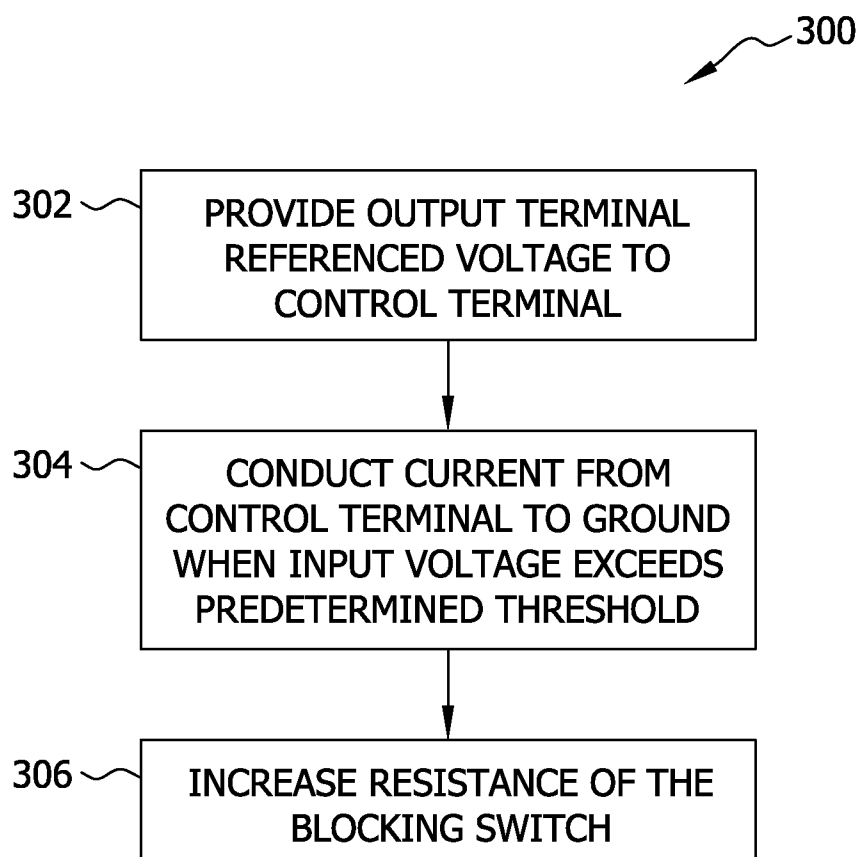 300
302
PROVIDE OUTPUT TERMINAL
REFERENCED VOLTAGE TO
CONTROL TERMINAL
304
CONDUCT CURRENT FROM
CONTROL TERMINAL TO GROUND
WHEN INPUT VOLTAGE EXCEEDS
PREDETERMINED THRESHOLD
306
INCREASE RESISTANCE OF THE
BLOCKING SWITCH